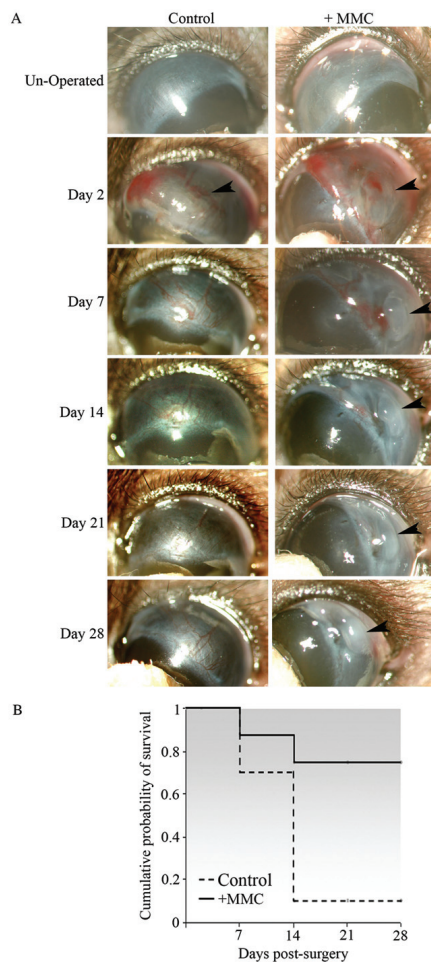 A
Control
+ MMC
Un-Operated
Day 2
Day 7
Day 14
Day 21
Day 28
B
Cumulative probability of survival
1
0.8
0.6
0.4
0.2
0
Control
+MMC
7 14 21 28
Days post-surgery